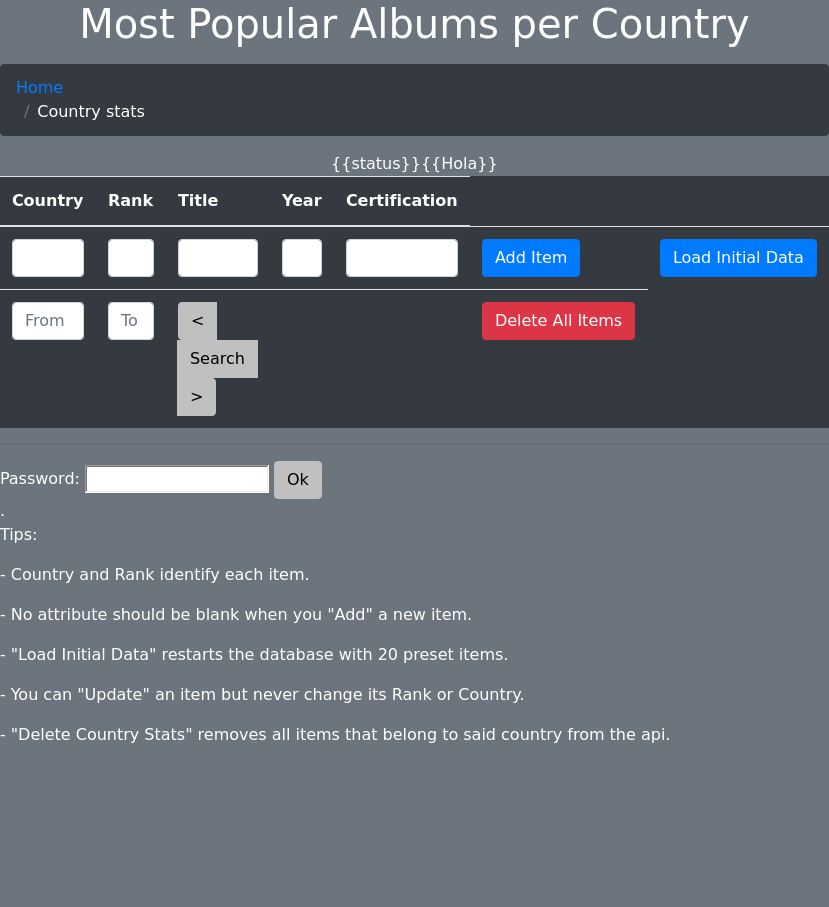 Most Popular Albums per Country
Home
/ Country stats
{{status}}{{Hola}}
Country Rank Title Year Certification
Add Item Load Initial Data
From To < Delete All Items
Search
>
Password: Ok
.
Tips:
- Country and Rank identify each item.
- No attribute should be blank when you "Add" a new item.
- "Load Initial Data" restarts the database with 20 preset items.
- You can "Update" an item but never change its Rank or Country.
- "Delete Country Stats" removes all items that belong to said country from the api.